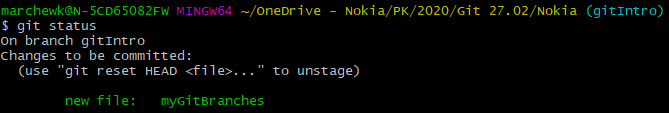 marchewk@N-5CD65082FW MINGW64 ~/OneDrive - Nokia/PK/2020/Git 27.02/Nokia (gitIntro)
$ git status
On branch gitIntro
Changes to be committed:
  (use "git reset HEAD <file>..." to unstage)
        new file:   myGitBranches